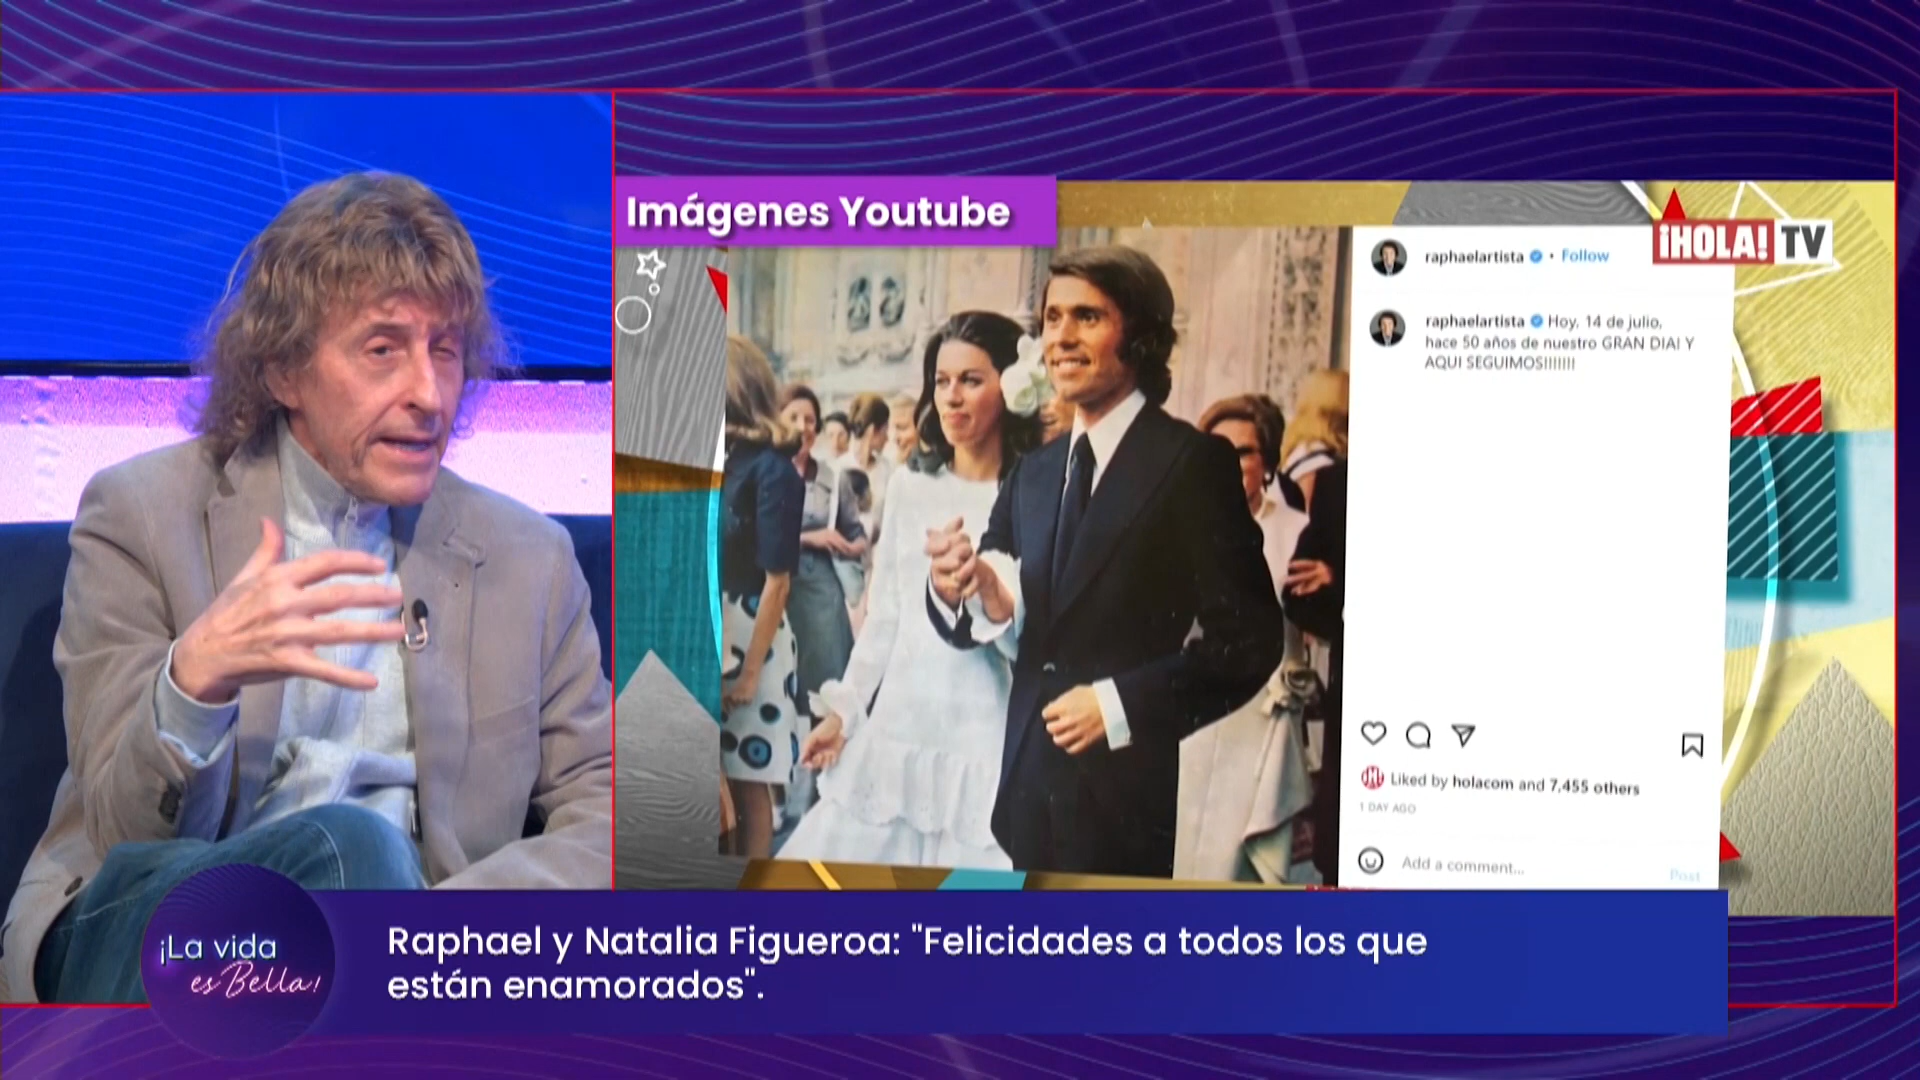 Imágenes Youtube
¡HOLA! TV
raphaelartista • Follow
raphaelartista Hoy, 14 de julio,
hace 50 años de nuestro GRAN DIA! Y
AQUI SEGUIMOS!!!!!!!
Liked by holacom and 7,455 others
1 DAY AGO
Add a comment...
Post
¡La vida
es Bella!
Raphael y Natalia Figueroa: "Felicidades a todos los que
están enamorados".